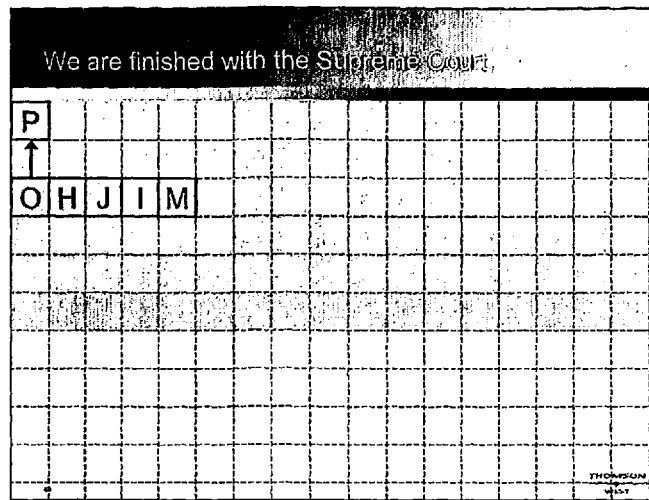 We are finished with the Supreme Court.
P
O H J I M
THOMSON
WEST